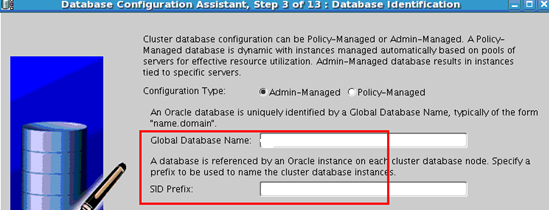 Database Configuration Assistant, Step 3 of 13 : Database Identification
Cluster database configuration can be Policy-Managed or Admin-Managed. A Policy-
Managed database is dynamic with instances managed automatically based on pools of
servers for effective resource utilization. Admin-Managed database results in instances
tied to specific servers.
Configuration Type: Admin-Managed Policy-Managed
An Oracle database is uniquely identified by a Global Database Name, typically of the form
"name.domain".
Global Database Name:
A database is referenced by an Oracle instance on each cluster database node. Specify a
prefix to be used to name the cluster database instances.
SID Prefix: